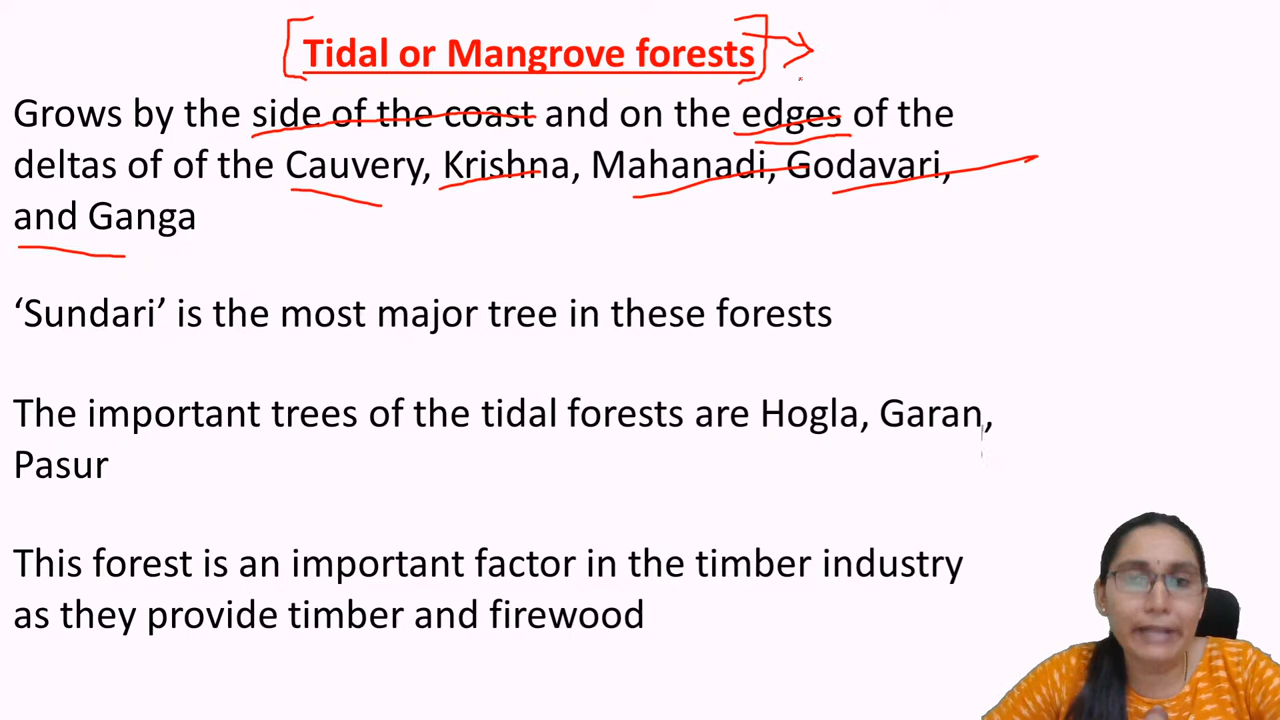 Tidal or Mangrove forests
Grows by the side of the coast and on the edges of the
deltas of of the Cauvery, Krishna, Mahanadi, Godavari,
and Ganga
‘Sundari’ is the most major tree in these forests
The important trees of the tidal forests are Hogla, Garan,
Pasur
This forest is an important factor in the timber industry
as they provide timber and firewood